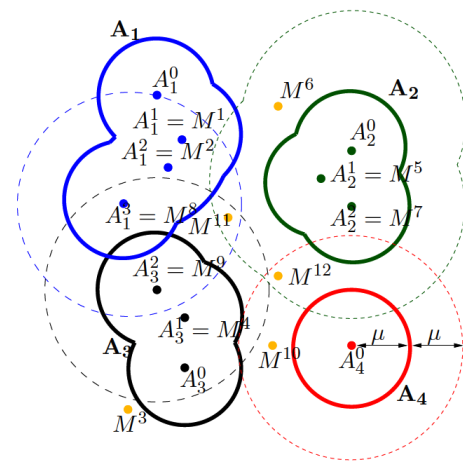 A₁
A₁⁰
M⁶
A₂
A₁¹ = M¹
A₂⁰
A₁² = M²
A₂¹ = M⁵
A₁³ = M⁸
M¹¹
A₂² = M⁷
A₃² = M⁹
M¹²
A₃¹ = M⁴
A₃
M¹⁰
A₄⁰
μ
μ
A₃⁰
A₄
M³